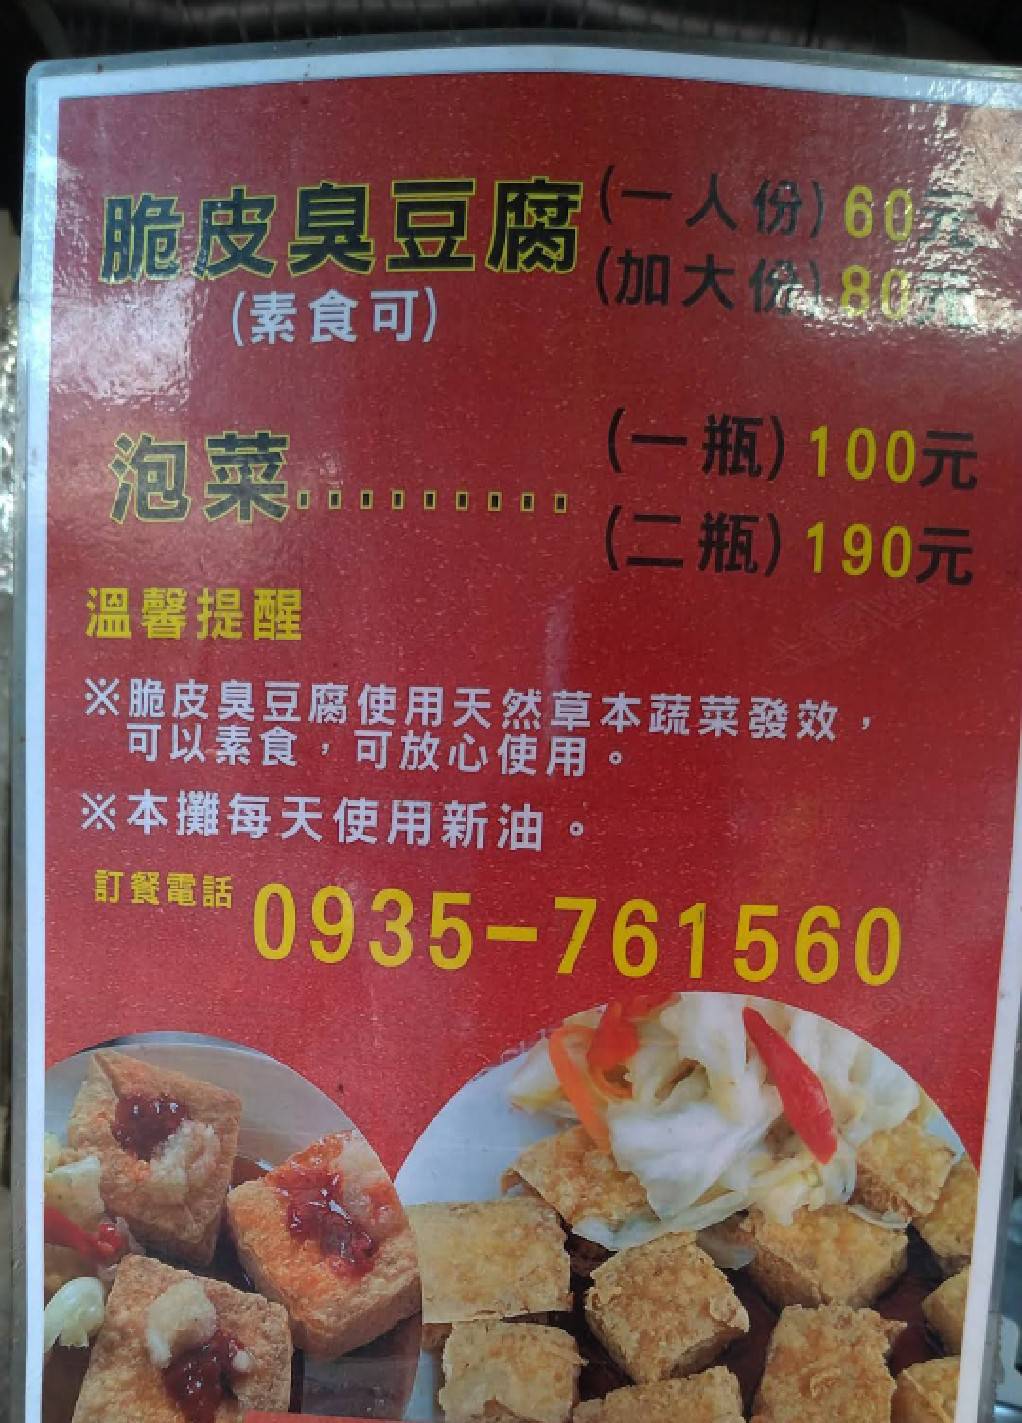 脆皮臭豆腐 (一人份) 60元
(素食可) (加大份) 80元
泡菜......... (一瓶) 100元
(二瓶) 190元
溫馨提醒
※脆皮臭豆腐使用天然草本蔬菜發效，
可以素食，可放心使用。
※本攤每天使用新油。
訂餐電話 0935-761560